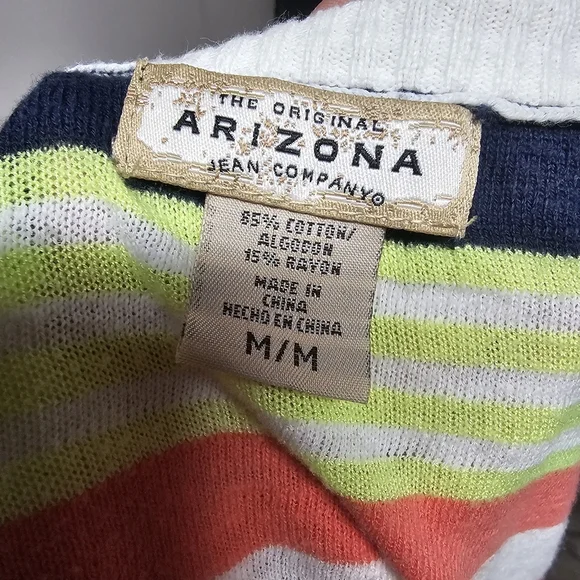 THE ORIGINAL
ARIZONA
JEAN COMPANY®
85% COTTON/
ALGODON
15% RAYON
MADE IN
CHINA
HECHO EN CHINA
M/M